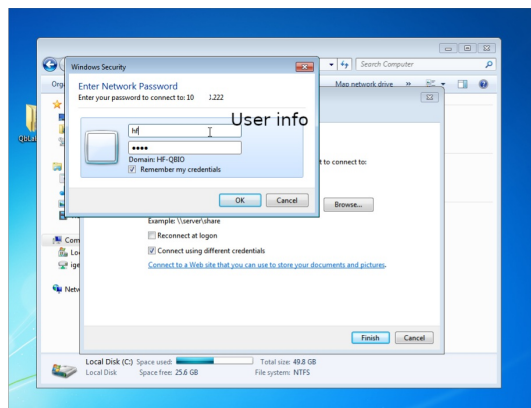 Search Computer
Windows Security
Enter Network Password
Enter your password to connect to: 10 1.222
Map network drive »
User info
hf
••••
Domain: HF-QBIO
Remember my credentials
OK Cancel
t to connect to:
Browse...
Example: \\server\share
Reconnect at logon
Connect using different credentials
Connect to a Web site that you can use to store your documents and pictures.
Com
Netw
Finish Cancel
Local Disk (C:) Space used: Total size: 49.8 GB
Local Disk Space free: 25.6 GB File system: NTFS